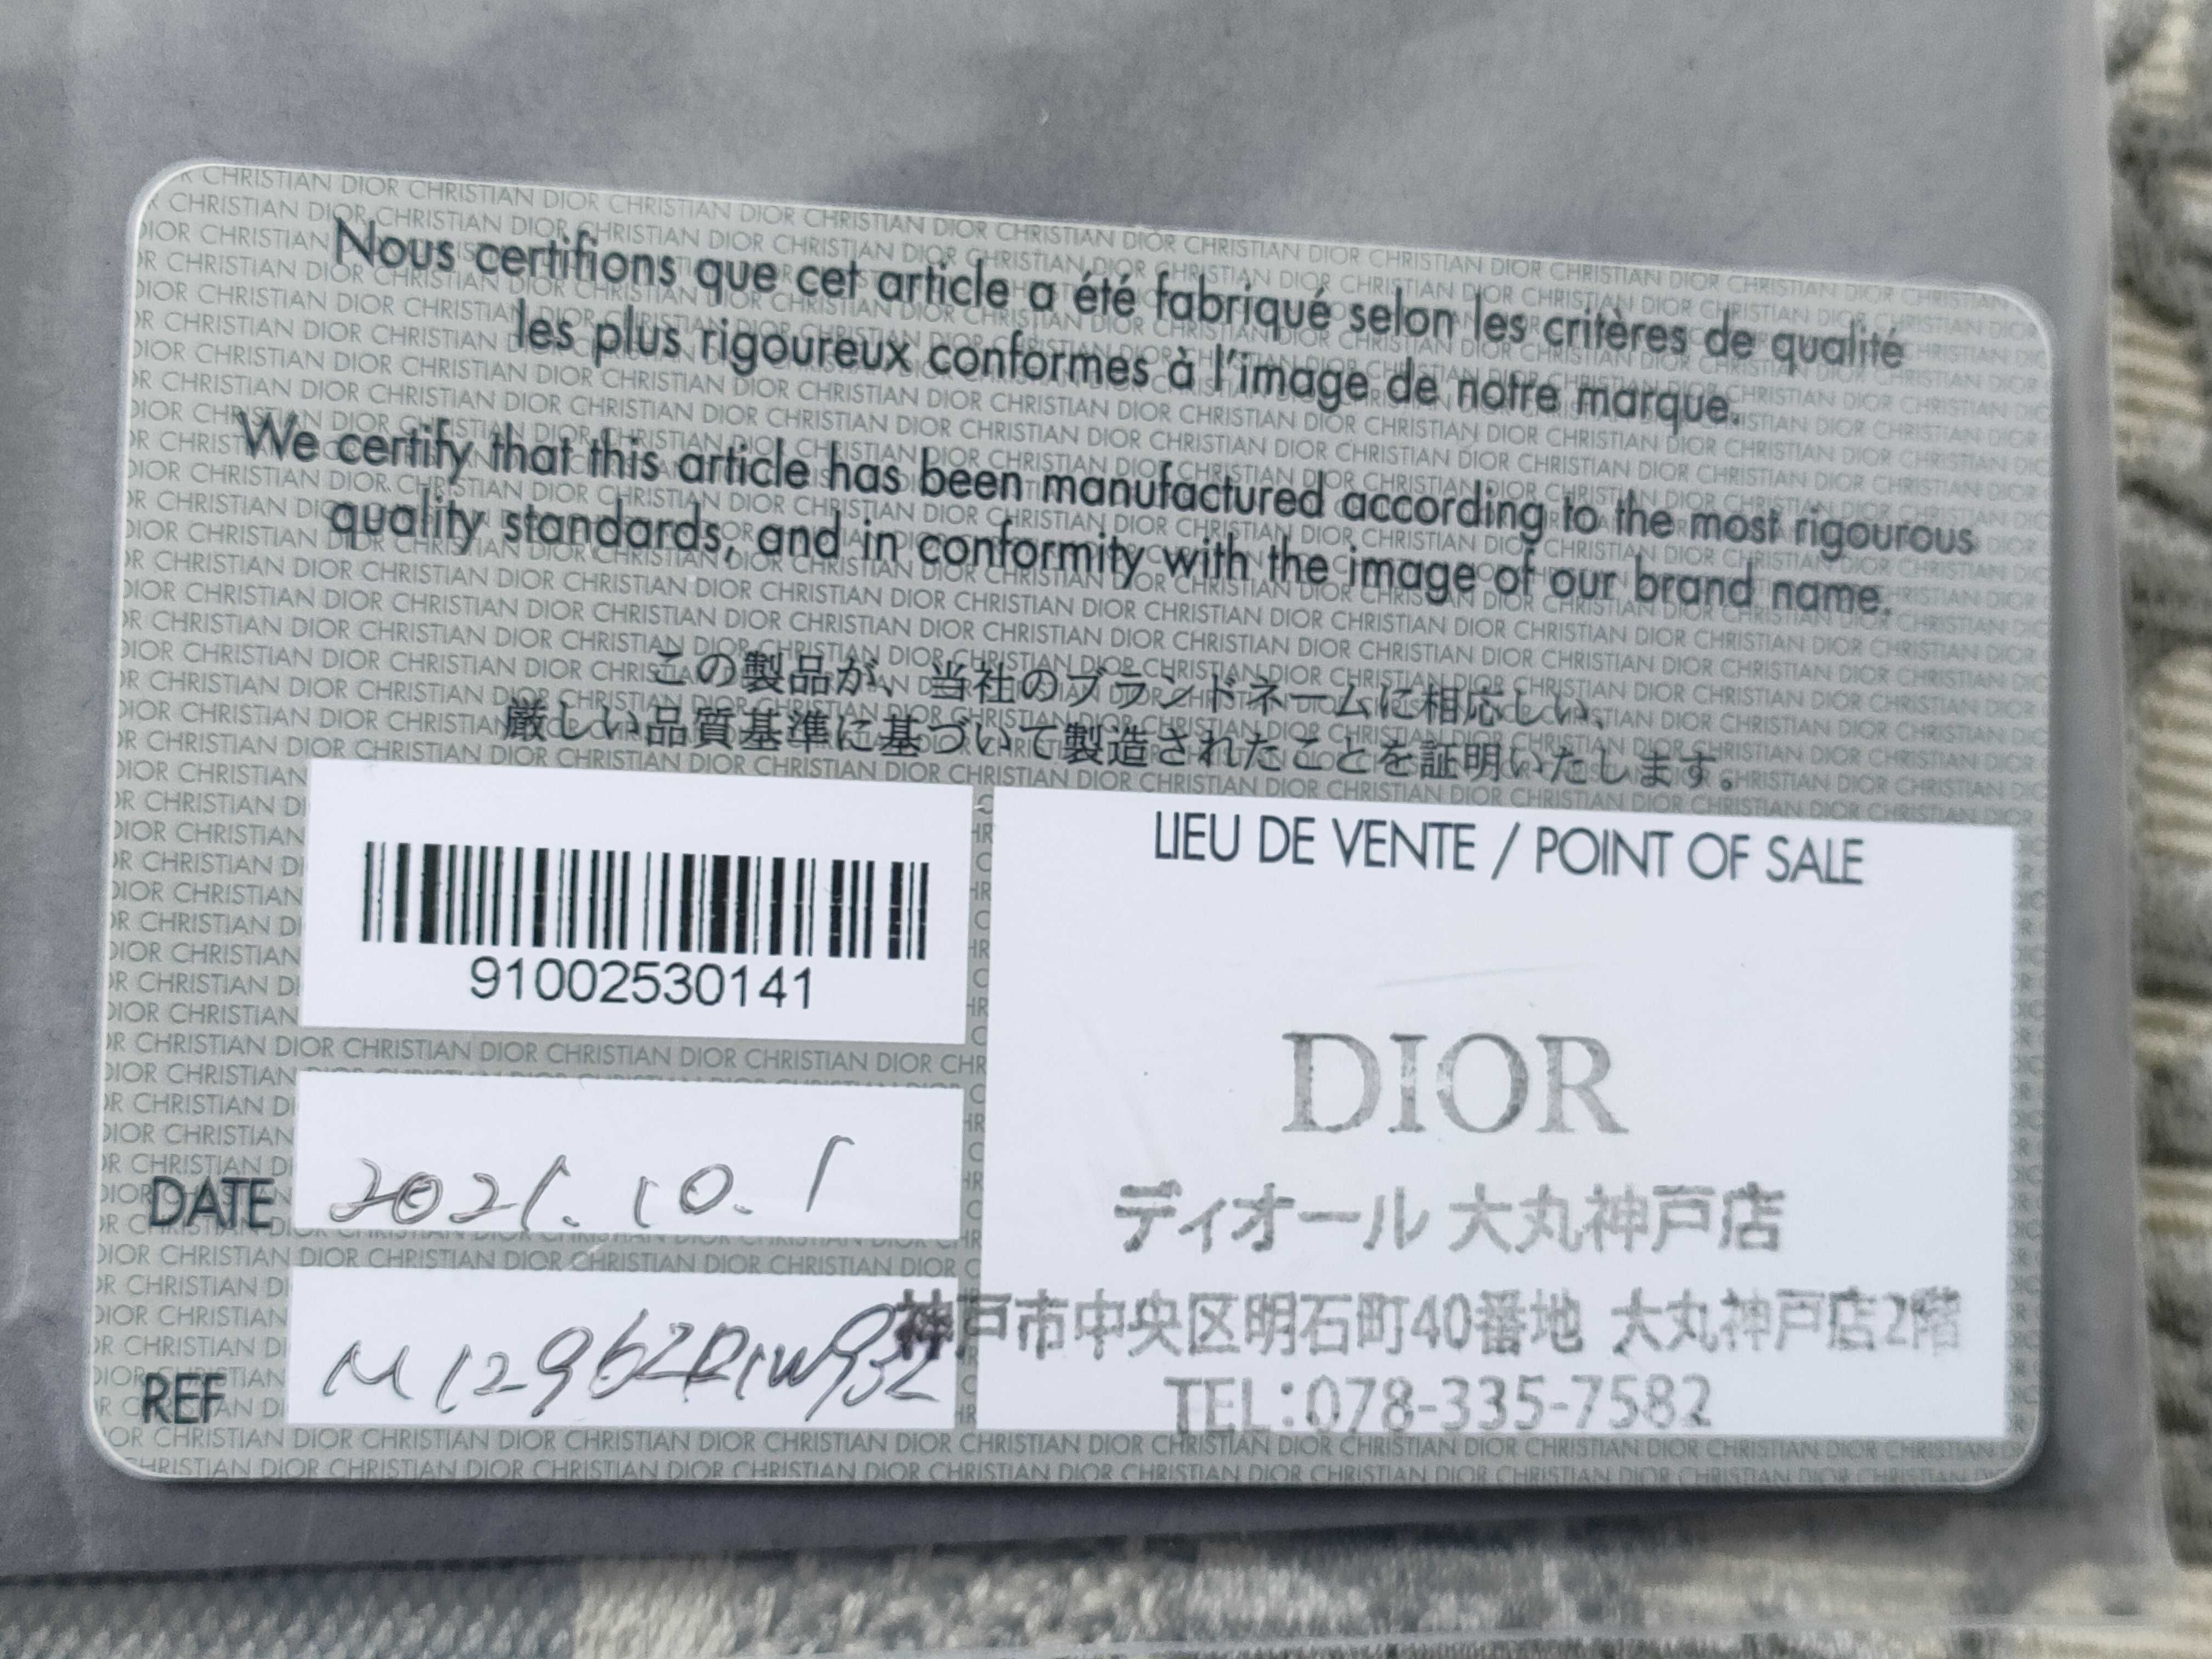 Nous certifions que cet article a été fabriqué selon les critères de qualité
les plus rigoureux conformes à l'image de notre marque.
We certify that this article has been manufactured according to the most rigourous
quality standards, and in conformity with the image of our brand name.
この製品が、当社のブランドネームに相応しい、
厳しい品質基準に基づいて製造されたことを証明いたします。
91002530141
DATE 2021.10.1
REF M1296ZRIW932
LIEU DE VENTE / POINT OF SALE
DIOR
ディオール 大丸神戸店
神戸市中央区明石町40番地 大丸神戸店2階
TEL:078-335-7582